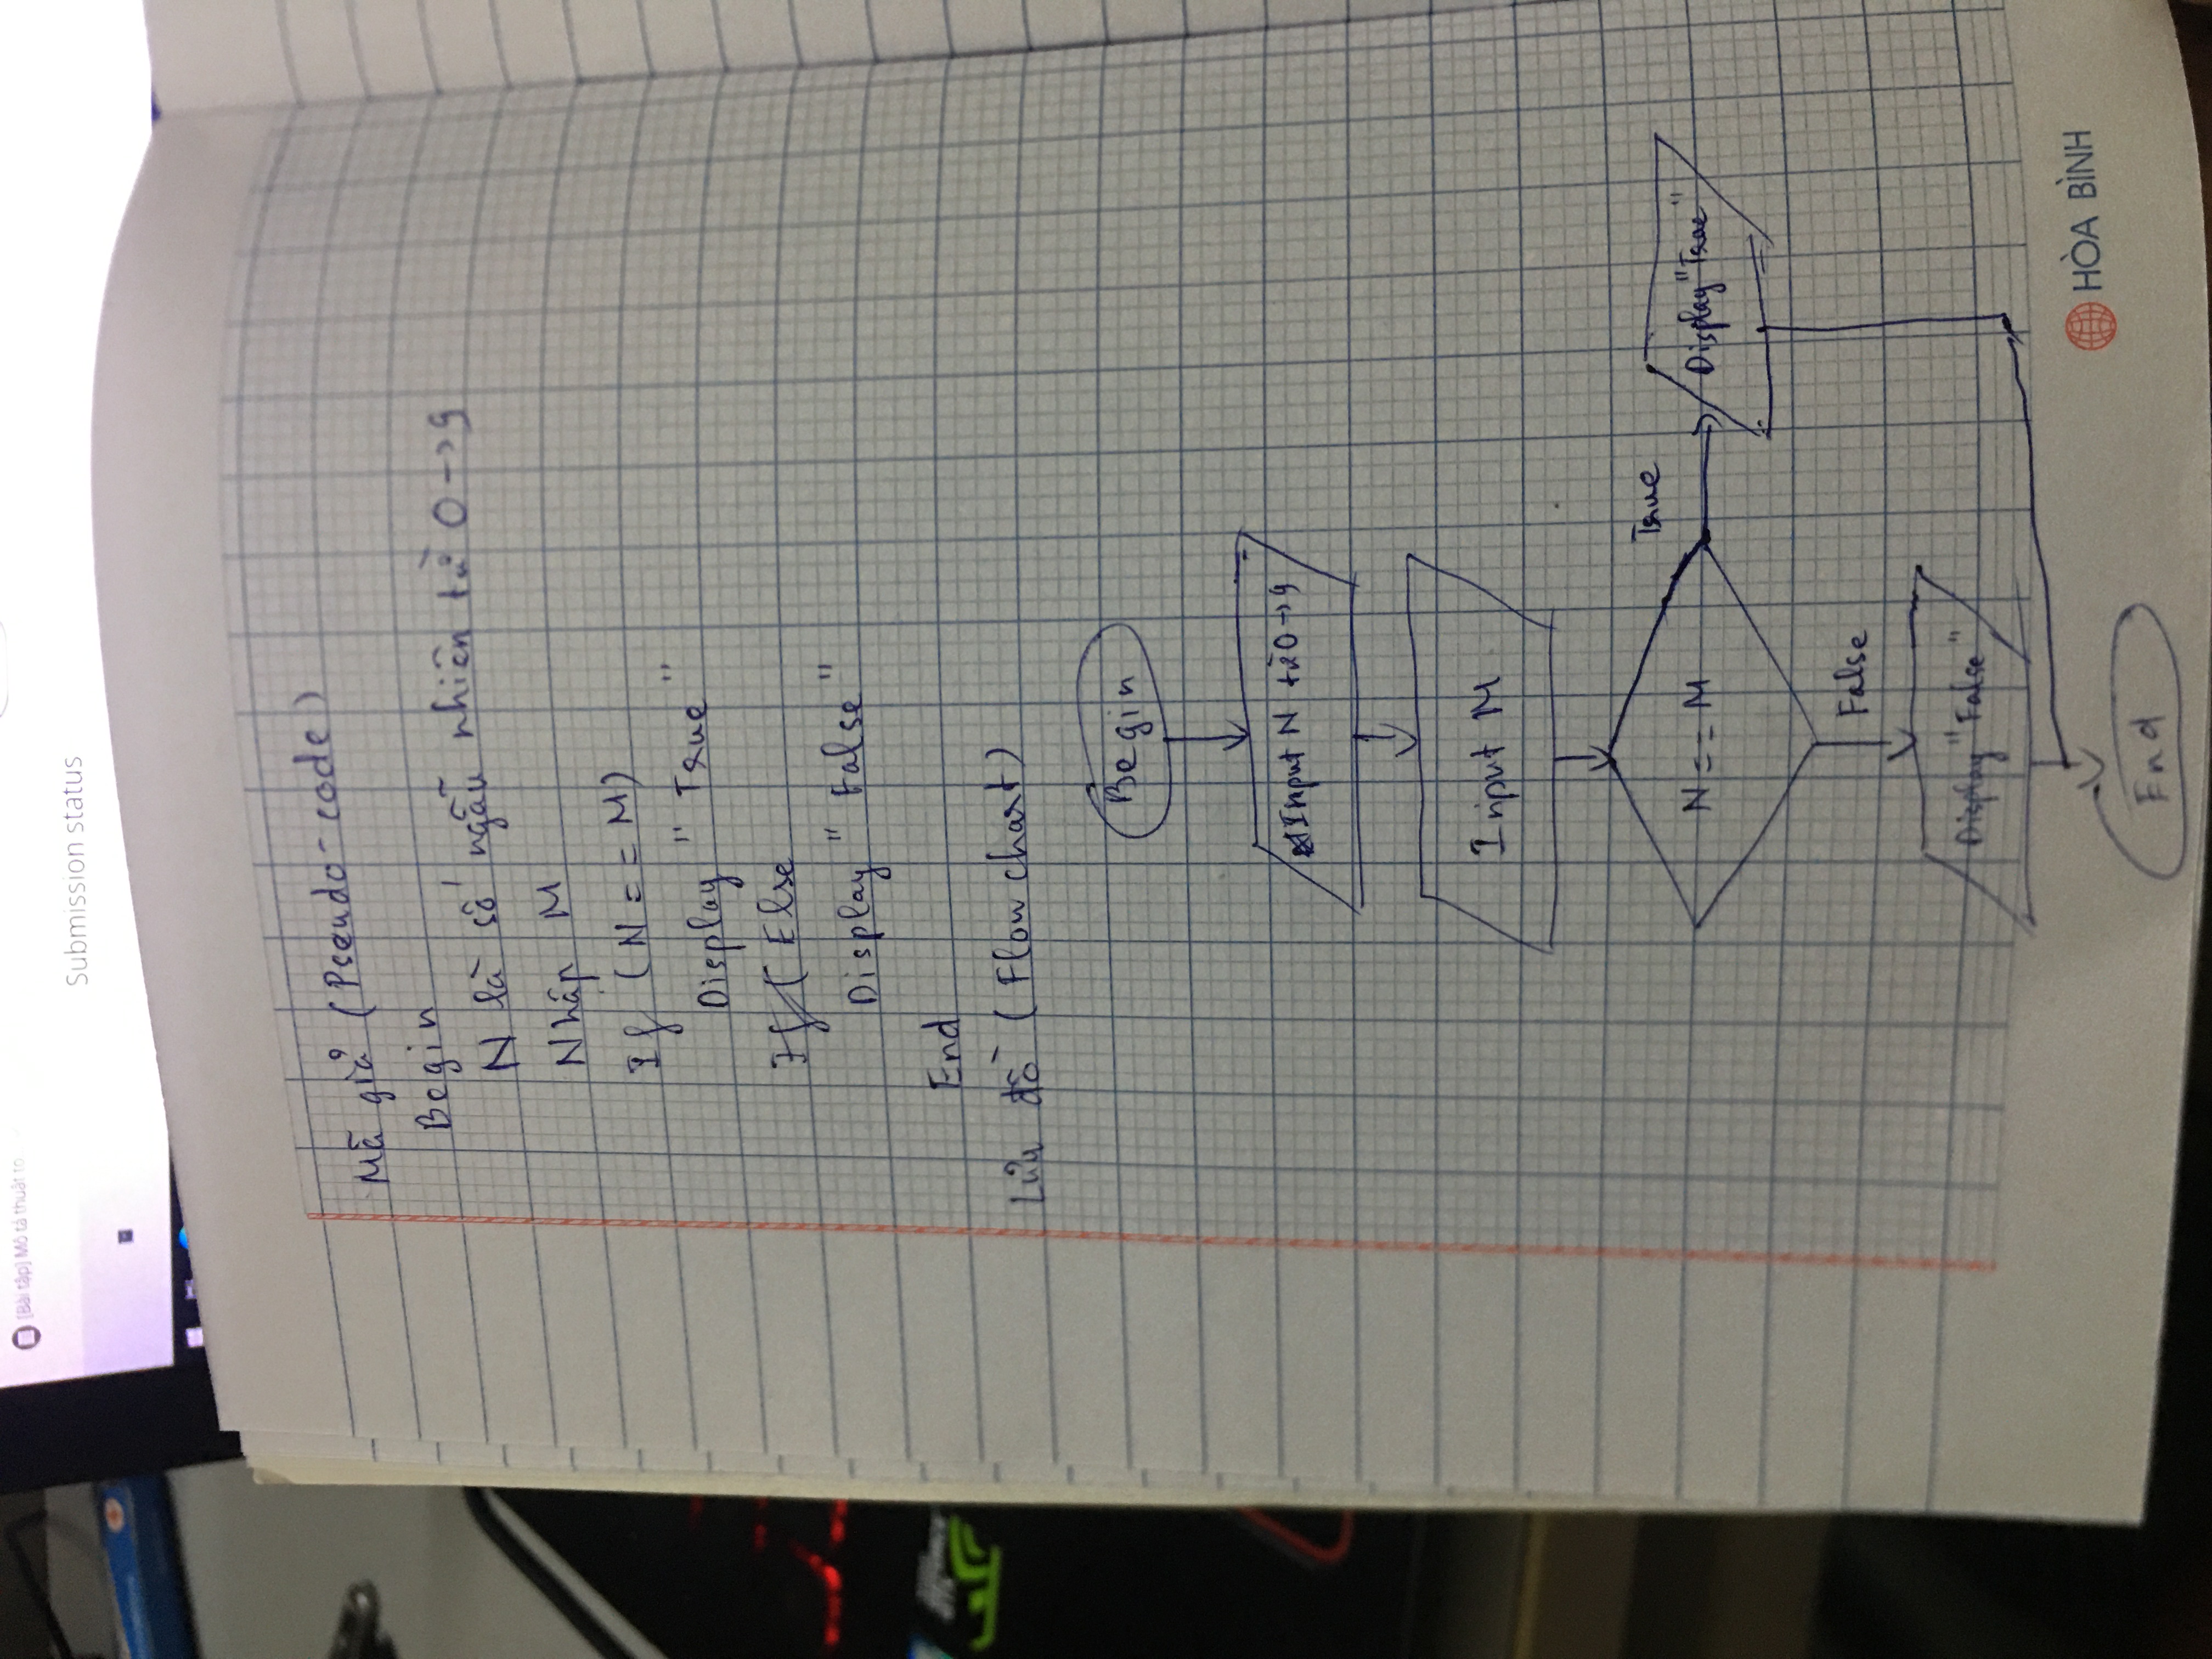 [Bài tập] Mô tả thuật to...
Submission status
Mã giả (Pseudo-code)
Begin
N là số ngẫu nhiên từ 0 → 9
Nhập M
If (N == M)
Display "True"
If ( Else
Display "False"
End
Lưu đồ (Flow chart)
Begin
Input N từ 0 → 9
Input M
N == M
True
Display "True"
False
Display "False"
End
HÒA BÌNH